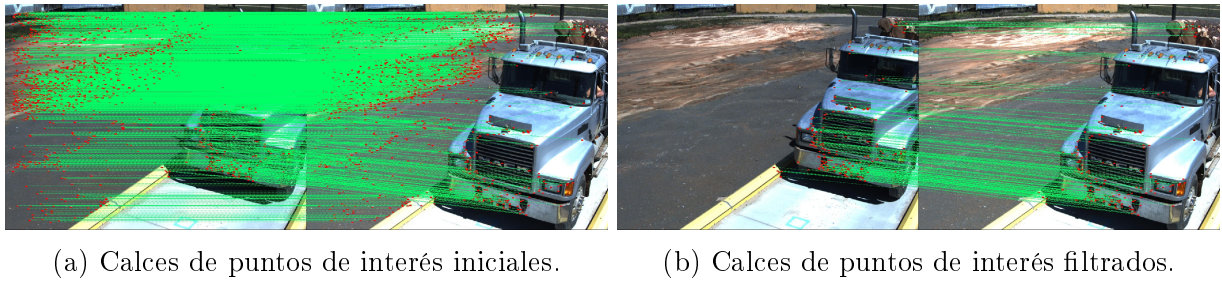 (a) Calces de puntos de interés iniciales.
(b) Calces de puntos de interés filtrados.